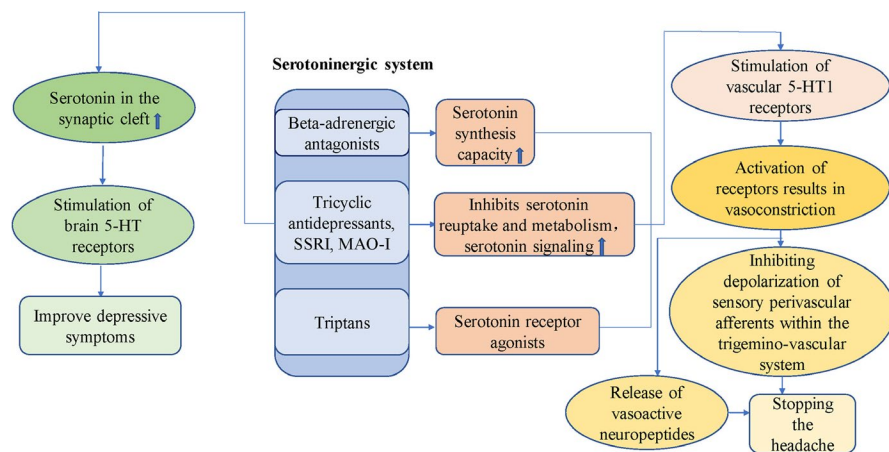 Serotoninergic system
Serotonin in the
synaptic cleft
Stimulation of
brain 5-HT
receptors
Improve depressive
symptoms
Beta-adrenergic
antagonists
Tricyclic
antidepressants,
SSRI, MAO-I
Triptans
Serotonin
synthesis
capacity
Inhibits serotonin
reuptake and metabolism，
serotonin signaling
Serotonin receptor
agonists
Stimulation of
vascular 5-HT1
receptors
Activation of
receptors results in
vasoconstriction
Inhibiting
depolarization of
sensory perivascular
afferents within the
trigemino-vascular
system
Release of
vasoactive
neuropeptides
Stopping
the
headache